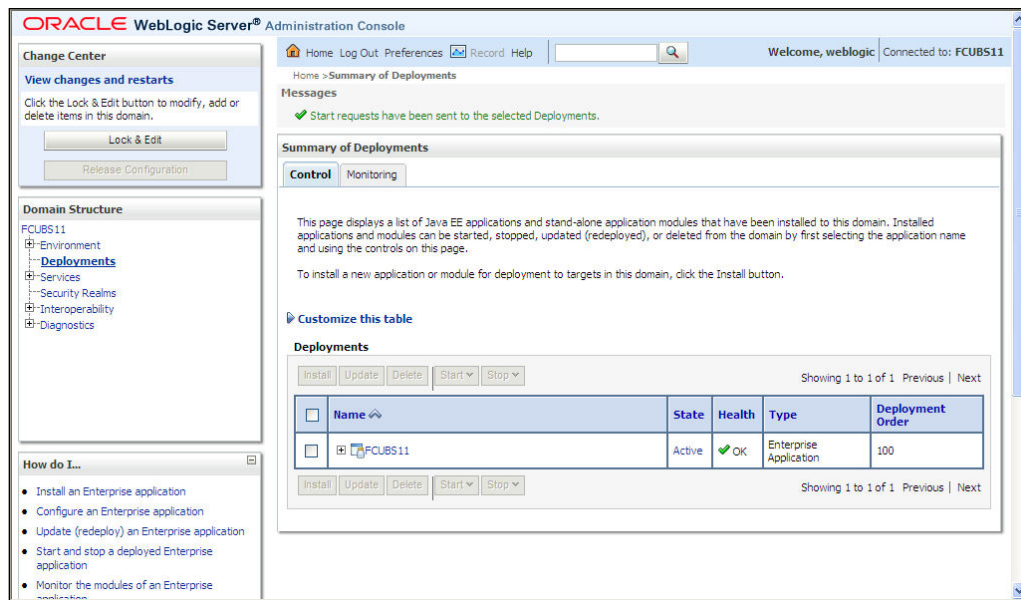 ORACLE WebLogic Server® Administration Console
Change Center
View changes and restarts
Click the Lock & Edit button to modify, add or
delete items in this domain.
Lock & Edit
Release Configuration
Domain Structure
FCUBS11
Environment
Deployments
Services
Security Realms
Interoperability
Diagnostics
How do I...
Install an Enterprise application
Configure an Enterprise application
Update (redeploy) an Enterprise application
Start and stop a deployed Enterprise
application
Monitor the modules of an Enterprise
application
Home Log Out Preferences Record Help
Welcome, weblogic Connected to: FCUBS11
Home >Summary of Deployments
Messages
Start requests have been sent to the selected Deployments.
Summary of Deployments
Control Monitoring
This page displays a list of Java EE applications and stand-alone application modules that have been installed to this domain. Installed
applications and modules can be started, stopped, updated (redeployed), or deleted from the domain by first selecting the application name
and using the controls on this page.
To install a new application or module for deployment to targets in this domain, click the Install button.
Customize this table
Deployments
Install Update Delete Start Stop Showing 1 to 1 of 1 Previous | Next
Name State Health Type Deployment
Order
FCUBS11 Active OK Enterprise
Application 100
Install Update Delete Start Stop Showing 1 to 1 of 1 Previous | Next